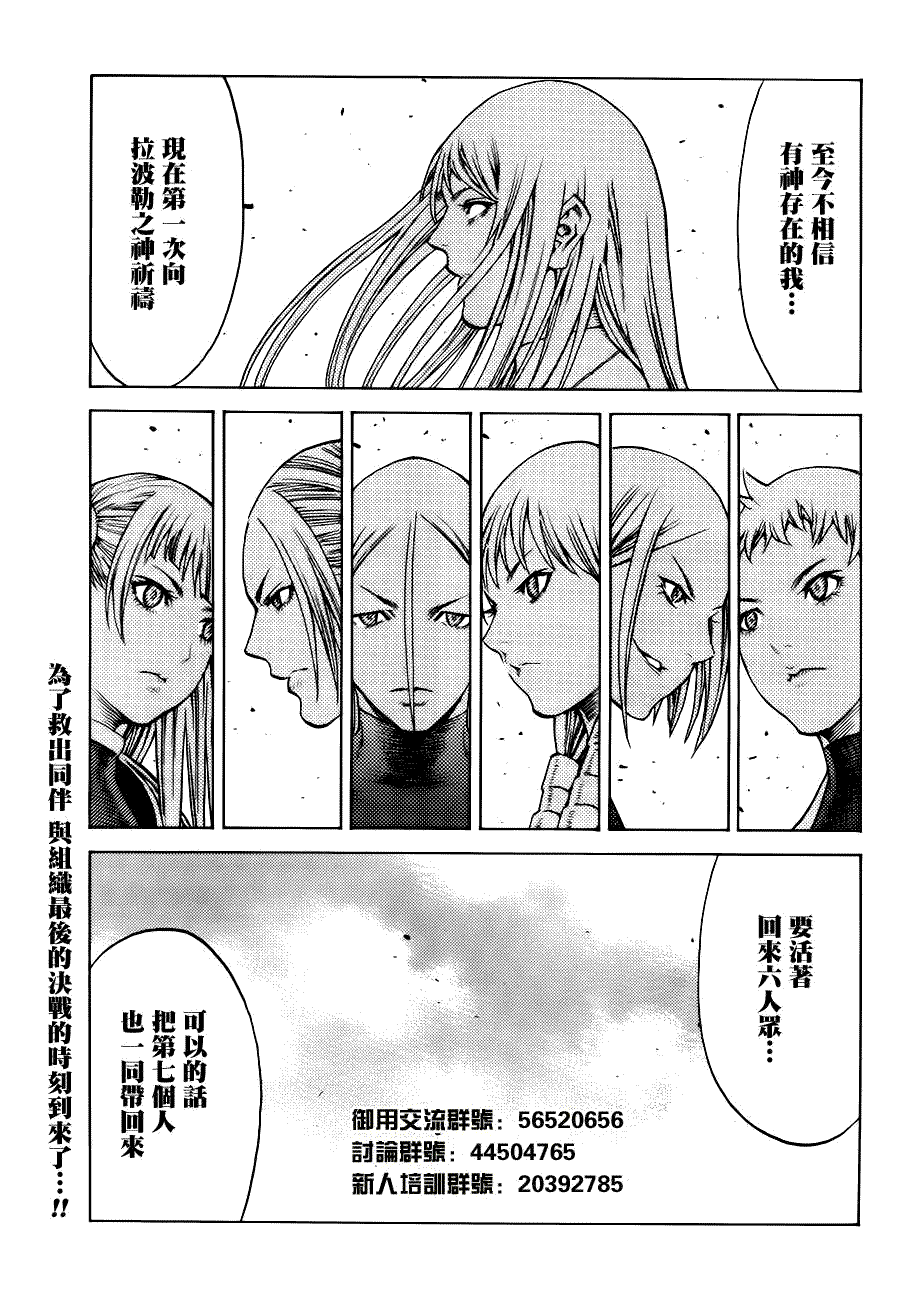 至今不相信
有神存在的我…
現在第一次向
拉波勒之神祈禱
要活著
回來六人眾…
可以的話
把第七個人
也一同帶回來
御用交流群號：56520656
討論群號：44504765
新人培訓群號：20392785
為了救出同伴 與組織最後的決戰的時刻到來了…!!